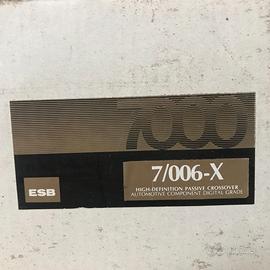 7000
7/006-X
ESB
HIGH-DEFINITION PASSIVE CROSSOVER
AUTOMOTIVE COMPONENT DIGITAL GRADE